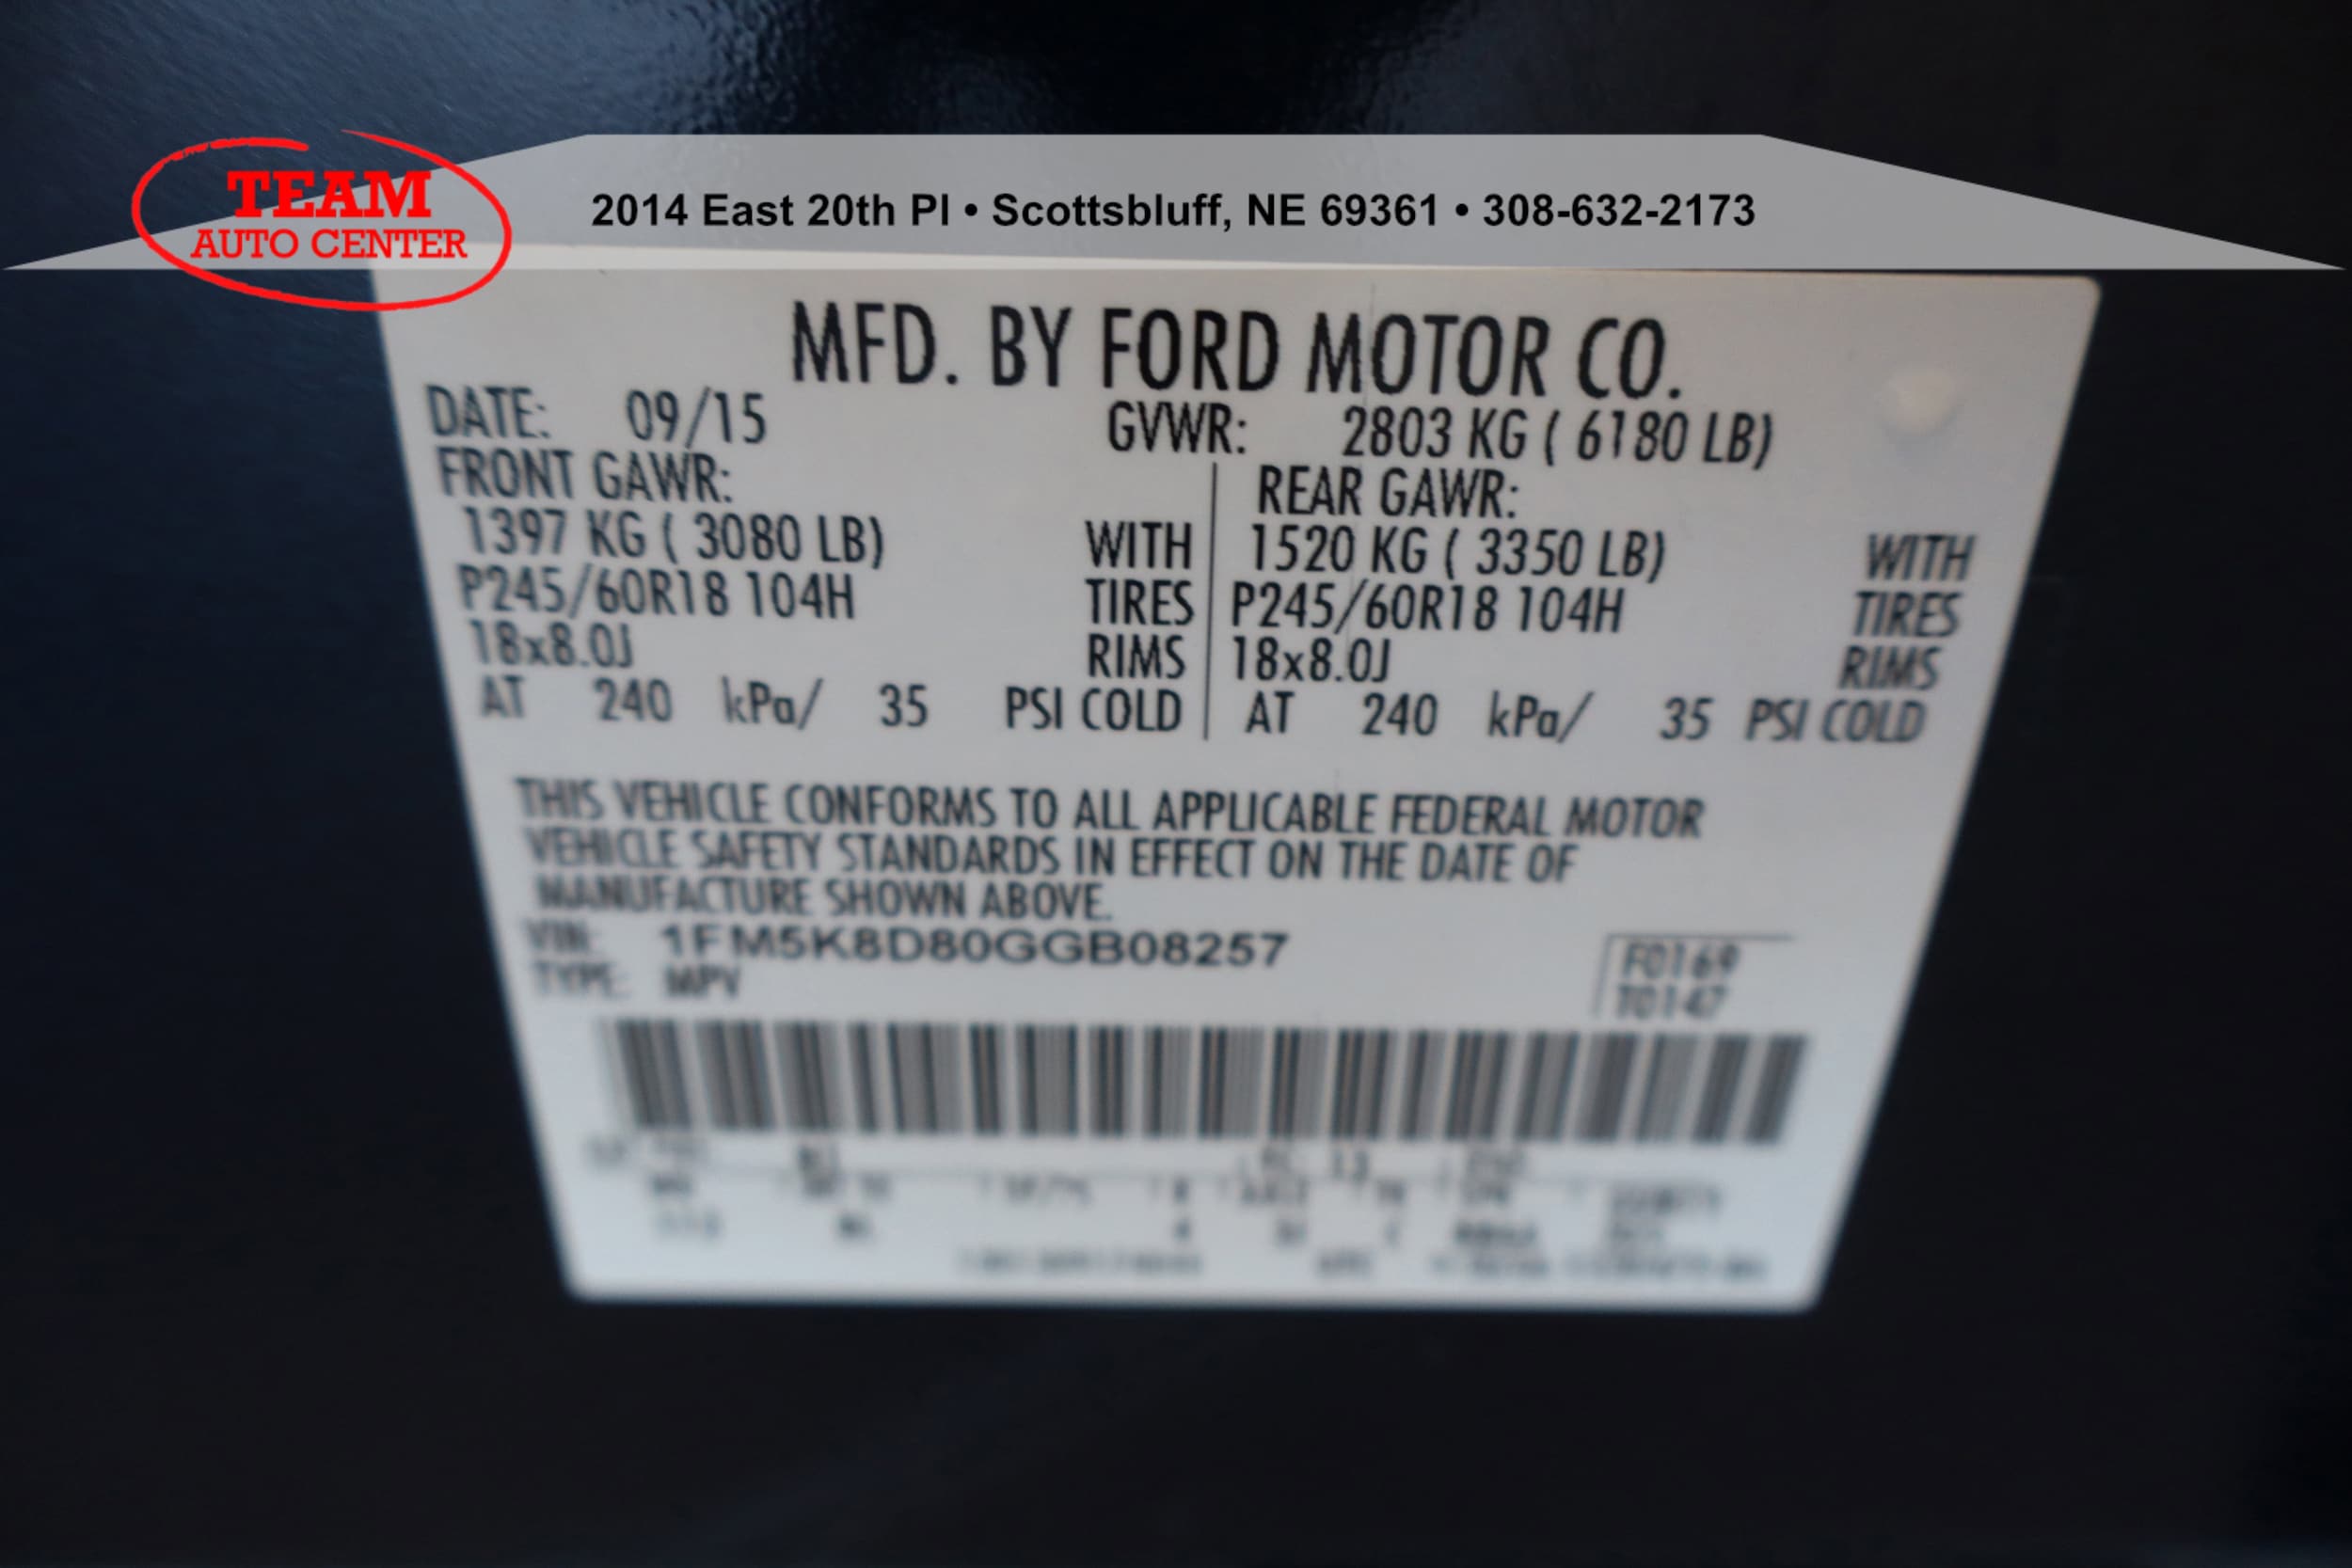 TEAM
AUTO CENTER
2014 East 20th Pl • Scottsbluff, NE 69361 • 308-632-2173
MFD. BY FORD MOTOR CO.
DATE: 09/15 GVWR: 2803 KG ( 6180 LB)
FRONT GAWR: REAR GAWR:
1397 KG ( 3080 LB) WITH 1520 KG ( 3350 LB) WITH
P245/60R18 104H TIRES P245/60R18 104H TIRES
18x8.0J RIMS 18x8.0J RIMS
AT 240 kPa/ 35 PSI COLD AT 240 kPa/ 35 PSI COLD
THIS VEHICLE CONFORMS TO ALL APPLICABLE FEDERAL MOTOR
VEHICLE SAFETY STANDARDS IN EFFECT ON THE DATE OF
MANUFACTURE SHOWN ABOVE.
VIN: 1FM5K8D80GGB08257
TYPE: MPV
F0169
T0147